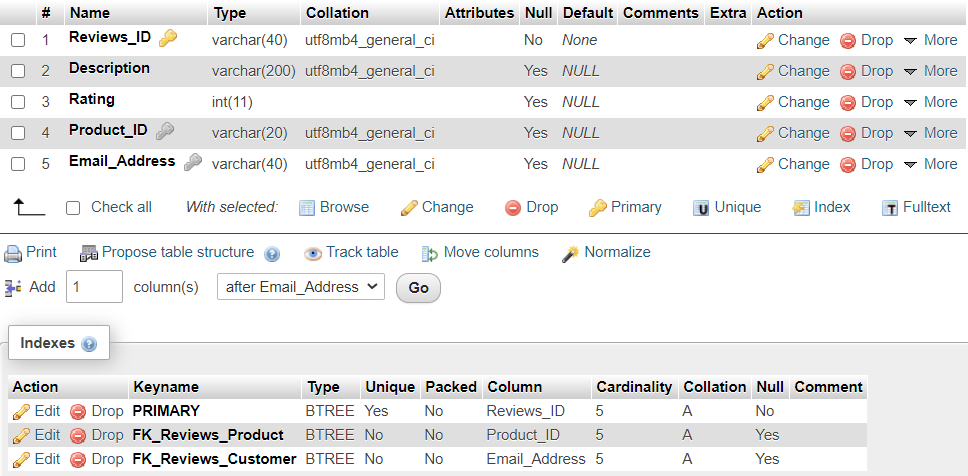 # Name Type Collation Attributes Null Default Comments Extra Action
1 Reviews_ID varchar(40) utf8mb4_general_ci No None Change Drop More
2 Description varchar(200) utf8mb4_general_ci Yes NULL Change Drop More
3 Rating int(11) Yes NULL Change Drop More
4 Product_ID varchar(20) utf8mb4_general_ci Yes NULL Change Drop More
5 Email_Address varchar(40) utf8mb4_general_ci Yes NULL Change Drop More
Check all With selected: Browse Change Drop Primary U Unique Index T Fulltext
Print Propose table structure ? Track table Move columns Normalize
Add 1 column(s) after Email_Address Go
Indexes ?
Action Keyname Type Unique Packed Column Cardinality Collation Null Comment
Edit Drop PRIMARY BTREE Yes No Reviews_ID 5 A No
Edit Drop FK_Reviews_Product BTREE No No Product_ID 5 A Yes
Edit Drop FK_Reviews_Customer BTREE No No Email_Address 5 A Yes